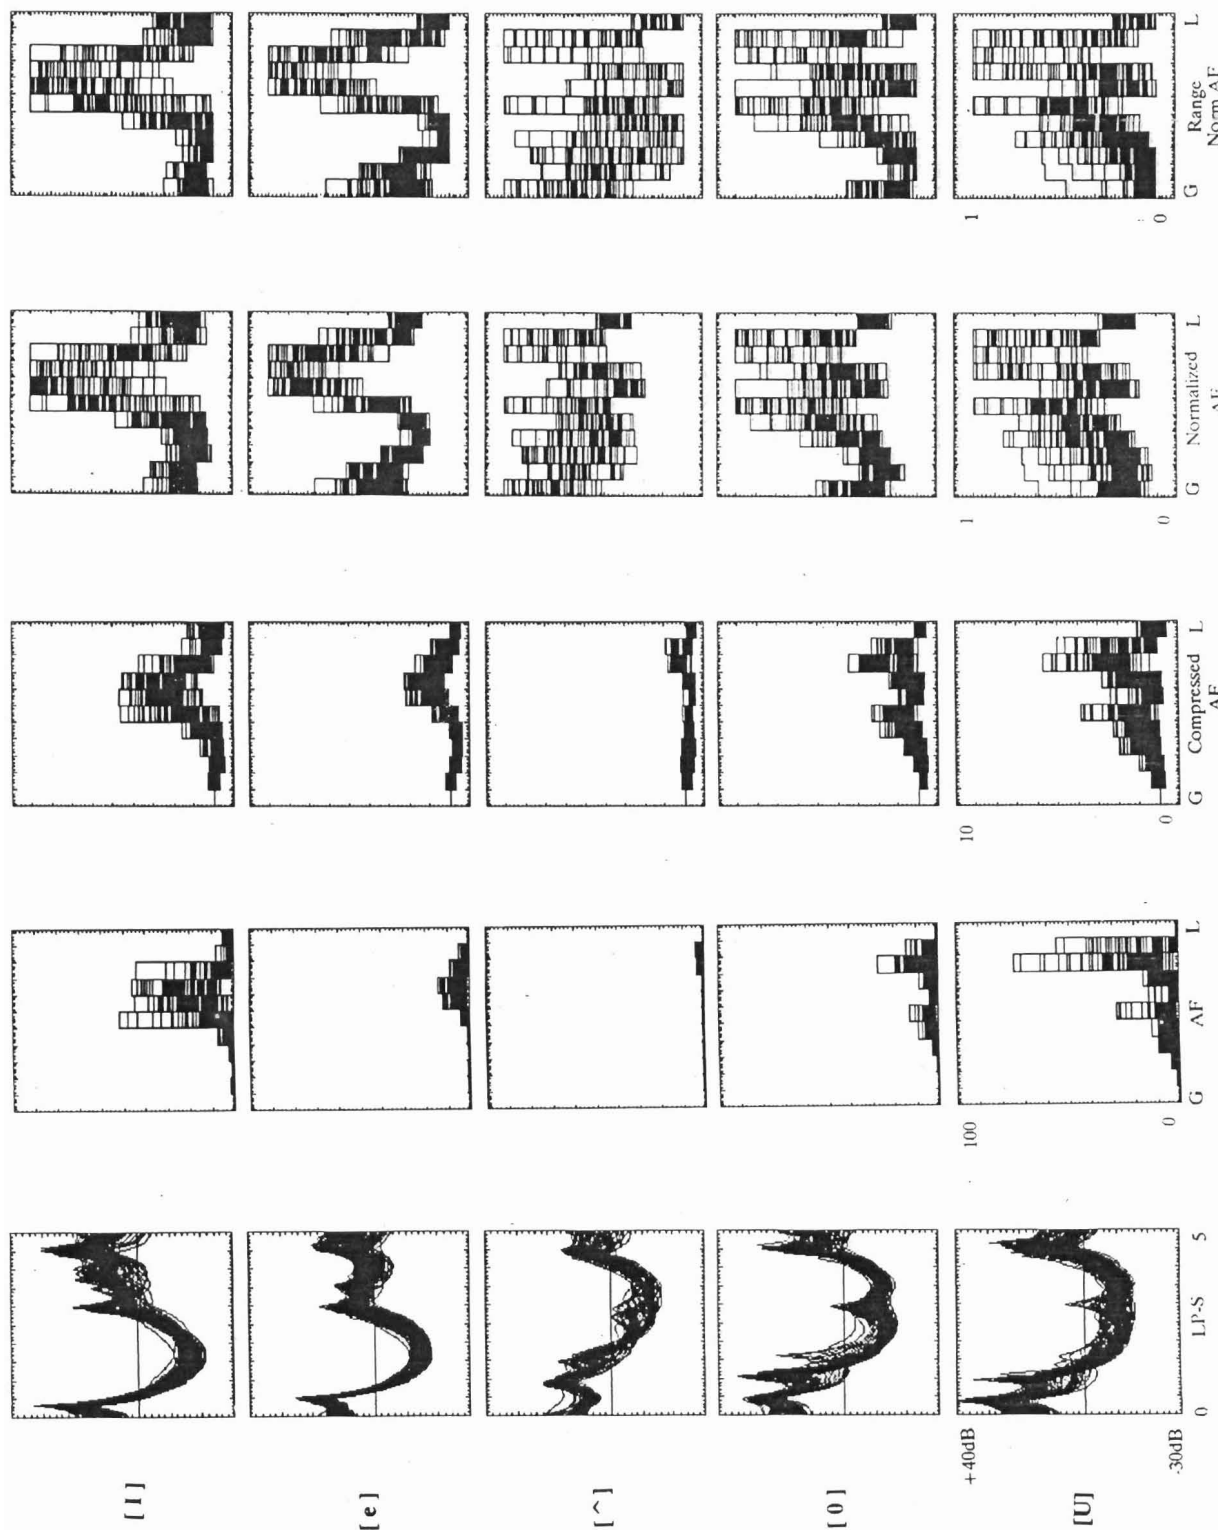 [I]
[e]
[^]
[0]
+40dB 100 10 1 1
[U]
-30dB 0 0 0 0
0 LP-S 5 G AF L G Compressed L G Normalized L G Range L
AF AF Norm AF